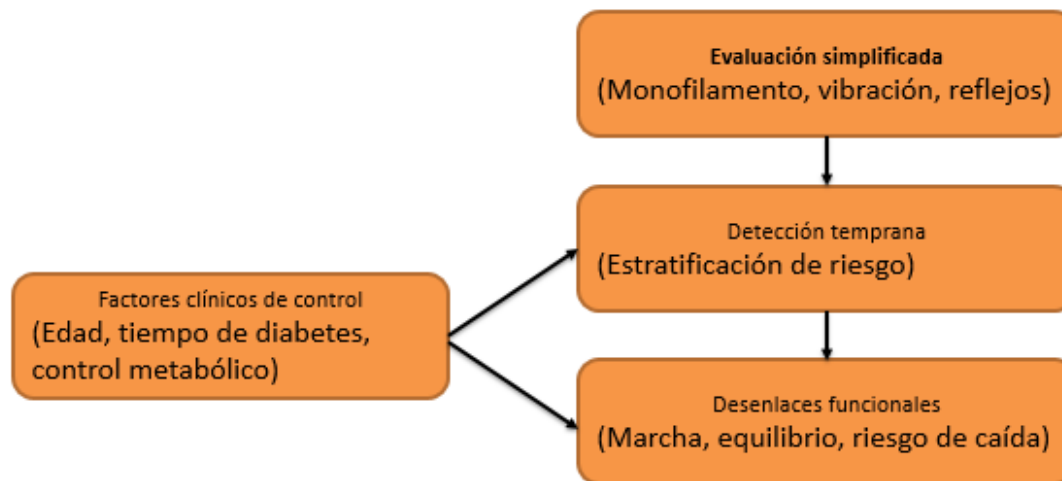 Evaluación simplificada
(Monofilamento, vibración, reflejos)
Detección temprana
(Estratificación de riesgo)
Factores clínicos de control
(Edad, tiempo de diabetes,
control metabólico)
Desenlaces funcionales
(Marcha, equilibrio, riesgo de caída)